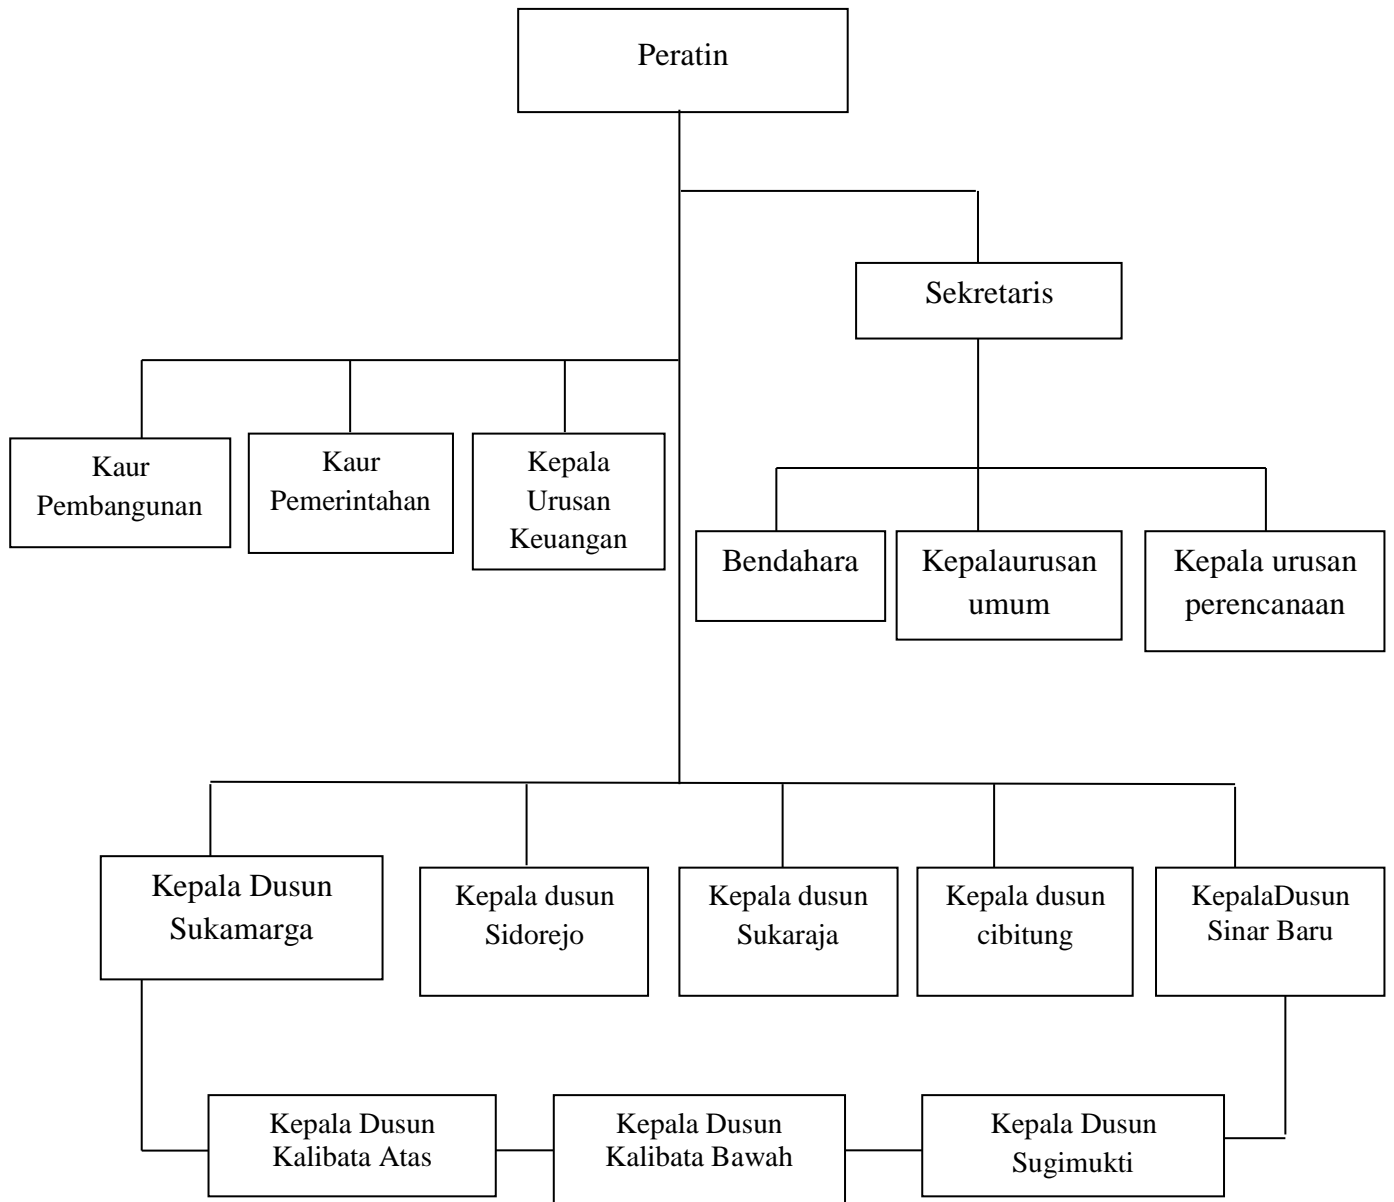 Peratin
Sekretaris
Kaur
Pembangunan
Kaur
Pemerintahan
Kepala
Urusan
Keuangan
Bendahara
Kepalaurusan
umum
Kepala urusan
perencanaan
Kepala Dusun
Sukamarga
Kepala dusun
Sidorejo
Kepala dusun
Sukaraja
Kepala dusun
cibitung
KepalaDusun
Sinar Baru
Kepala Dusun
Kalibata Atas
Kepala Dusun
Kalibata Bawah
Kepala Dusun
Sugimukti